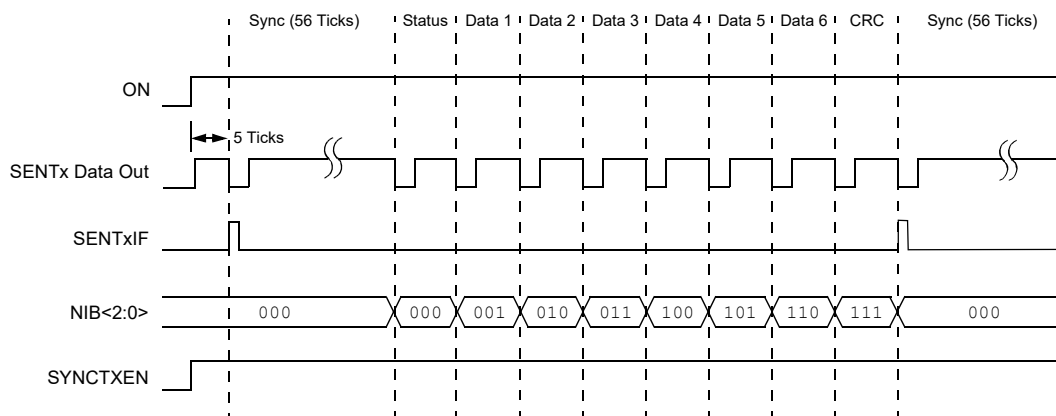 Sync (56 Ticks) Status Data 1 Data 2 Data 3 Data 4 Data 5 Data 6 CRC Sync (56 Ticks)
ON
5 Ticks
SENTx Data Out
SENTxIF
NIB<2:0> 000 000 001 010 011 100 101 110 111 000
SYNCTXEN